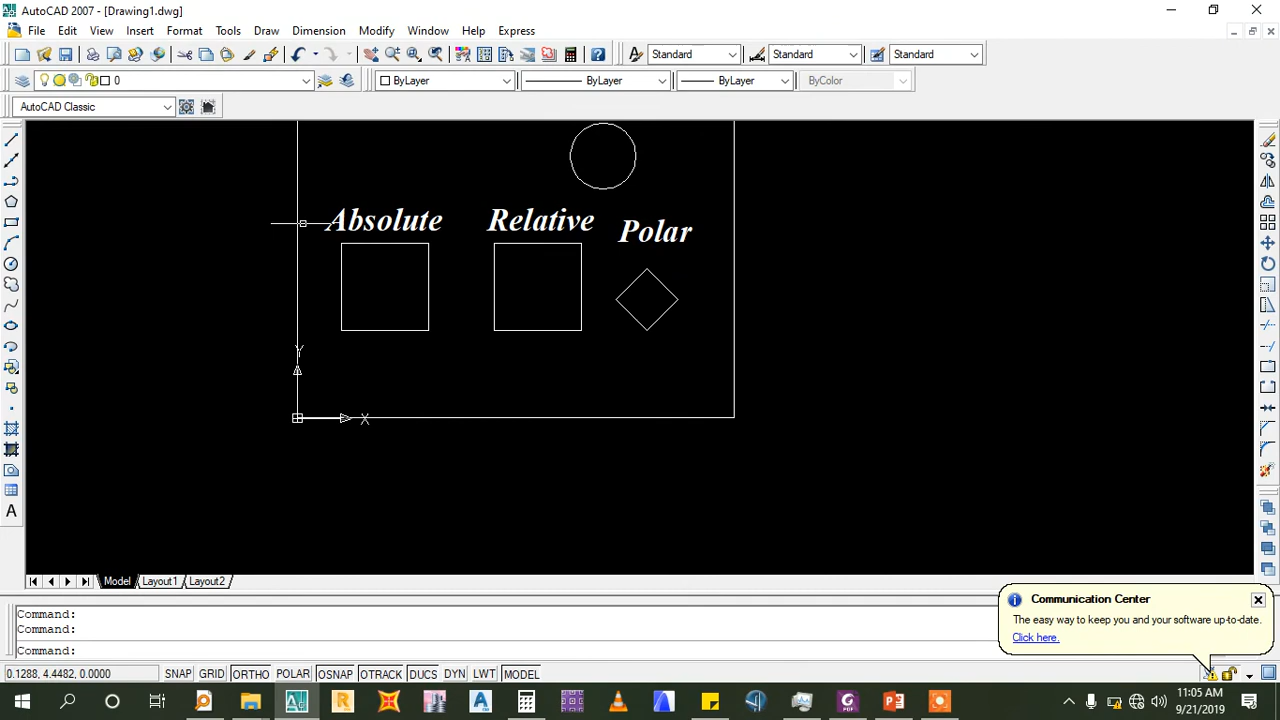 AutoCAD 2007 - [Drawing1.dwg]
File Edit View Insert Format Tools Draw Dimension Modify Window Help Express
Standard Standard Standard
0 ByLayer ByLayer ByLayer ByColor
AutoCAD Classic
Absolute Relative Polar
Y
X
Model Layout1 Layout2
Command:
Command:
Command:
Communication Center
The easy way to keep you and your software up-to-date.
Click here.
0.1288, 4.4482, 0.0000 SNAP GRID ORTHO POLAR OSNAP OTRACK DUCS DYN LWT MODEL
11:05 AM
9/21/2019